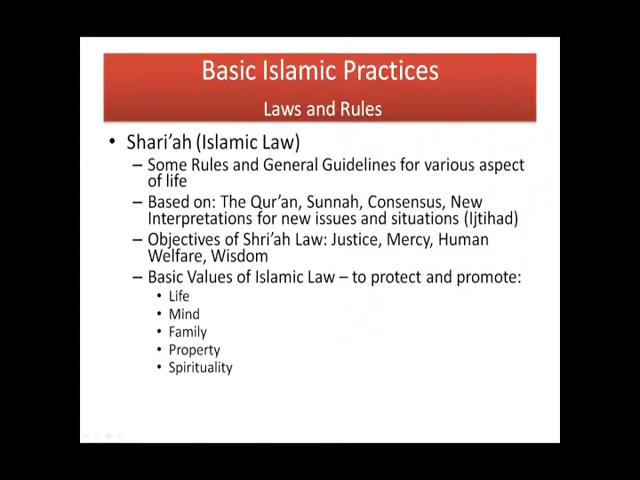 Basic Islamic Practices
Laws and Rules
• Shari'ah (Islamic Law)
– Some Rules and General Guidelines for various aspect
of life
– Based on: The Qur'an, Sunnah, Consensus, New
Interpretations for new issues and situations (Ijtihad)
– Objectives of Shri'ah Law: Justice, Mercy, Human
Welfare, Wisdom
– Basic Values of Islamic Law – to protect and promote:
• Life
• Mind
• Family
• Property
• Spirituality